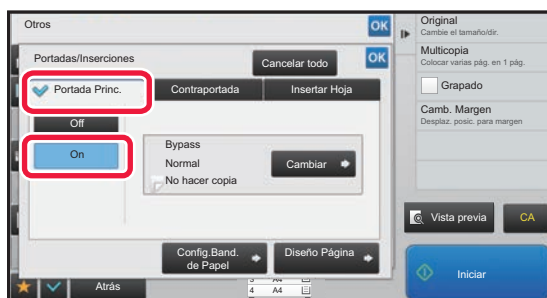 Otros
OK
Portadas/Inserciones
Cancelar todo
OK
Portada Princ.
Contraportada
Insertar Hoja
Off
On
Bypass
Normal
No hacer copia
Cambiar
Config.Band.
de Papel
Diseño Página
Atrás
4 A4
Original
Cambie el tamaño/dir.
Multicopia
Colocar varias pág. en 1 pág.
Grapado
Camb. Margen
Desplaz. posic. para margen
Vista previa
CA
Iniciar